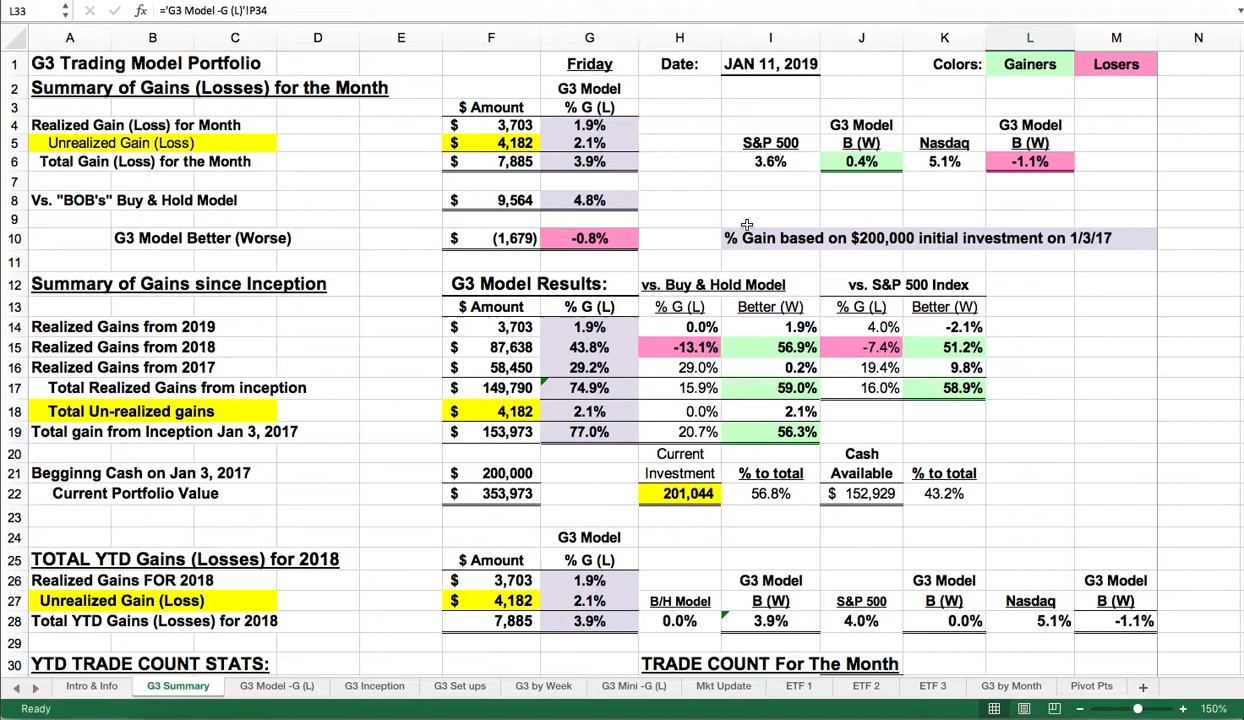 L33 fx ='G3 Model -G (L)'!P34
A B C D E F G H I J K L M N
1 G3 Trading Model Portfolio Friday Date: JAN 11, 2019 Colors: Gainers Losers
2 Summary of Gains (Losses) for the Month G3 Model
3 $ Amount % G (L)
4 Realized Gain (Loss) for Month $ 3,703 1.9% G3 Model G3 Model
5 Unrealized Gain (Loss) $ 4,182 2.1% S&P 500 B (W) Nasdaq B (W)
6 Total Gain (Loss) for the Month $ 7,885 3.9% 3.6% 0.4% 5.1% -1.1%
7
8 Vs. "BOB's" Buy & Hold Model $ 9,564 4.8%
9
10 G3 Model Better (Worse) $ (1,679) -0.8% % Gain based on $200,000 initial investment on 1/3/17
11
12 Summary of Gains since Inception G3 Model Results: vs. Buy & Hold Model vs. S&P 500 Index
13 $ Amount % G (L) % G (L) Better (W) % G (L) Better (W)
14 Realized Gains from 2019 $ 3,703 1.9% 0.0% 1.9% 4.0% -2.1%
15 Realized Gains from 2018 $ 87,638 43.8% -13.1% 56.9% -7.4% 51.2%
16 Realized Gains from 2017 $ 58,450 29.2% 29.0% 0.2% 19.4% 9.8%
17 Total Realized Gains from inception $ 149,790 74.9% 15.9% 59.0% 16.0% 58.9%
18 Total Un-realized gains $ 4,182 2.1% 0.0% 2.1%
19 Total gain from Inception Jan 3, 2017 $ 153,973 77.0% 20.7% 56.3%
20 Current Cash
21 Begginng Cash on Jan 3, 2017 $ 200,000 Investment % to total Available % to total
22 Current Portfolio Value $ 353,973 201,044 56.8% $ 152,929 43.2%
23
24 G3 Model
25 TOTAL YTD Gains (Losses) for 2018 $ Amount % G (L)
26 Realized Gains FOR 2018 $ 3,703 1.9% G3 Model G3 Model G3 Model
27 Unrealized Gain (Loss) $ 4,182 2.1% B/H Model B (W) S&P 500 B (W) Nasdaq B (W)
28 Total YTD Gains (Losses) for 2018 7,885 3.9% 0.0% 3.9% 4.0% 0.0% 5.1% -1.1%
29
30 YTD TRADE COUNT STATS: TRADE COUNT For The Month
Intro & Info G3 Summary G3 Model -G (L) G3 Inception G3 Set ups G3 by Week G3 Mini -G (L) Mkt Update ETF 1 ETF 2 ETF 3 G3 by Month Pivot Pts +
Ready − + 150%